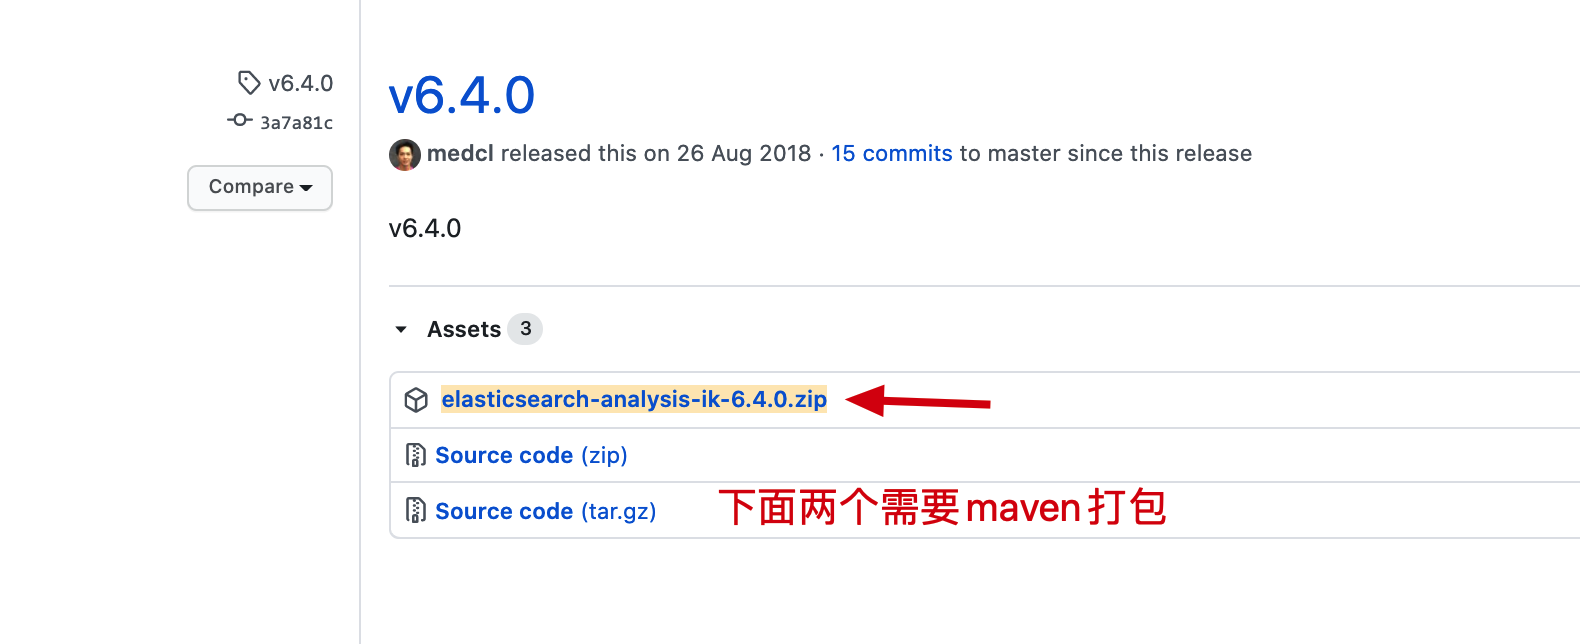 v6.4.0
3a7a81c
Compare
v6.4.0
medcl released this on 26 Aug 2018 · 15 commits to master since this release
v6.4.0
Assets 3
elasticsearch-analysis-ik-6.4.0.zip
Source code (zip)
Source code (tar.gz)
下面两个需要maven打包